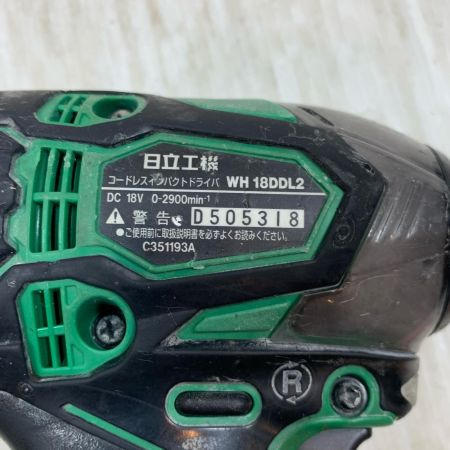 日立工機
コードレスインパクトドライバ WH 18DDL2
DC 18V 0-2900min⁻¹
⚠ 警告 D505318
●ご使用前に取扱説明書を必ずよくお読みください。
C351193A
R